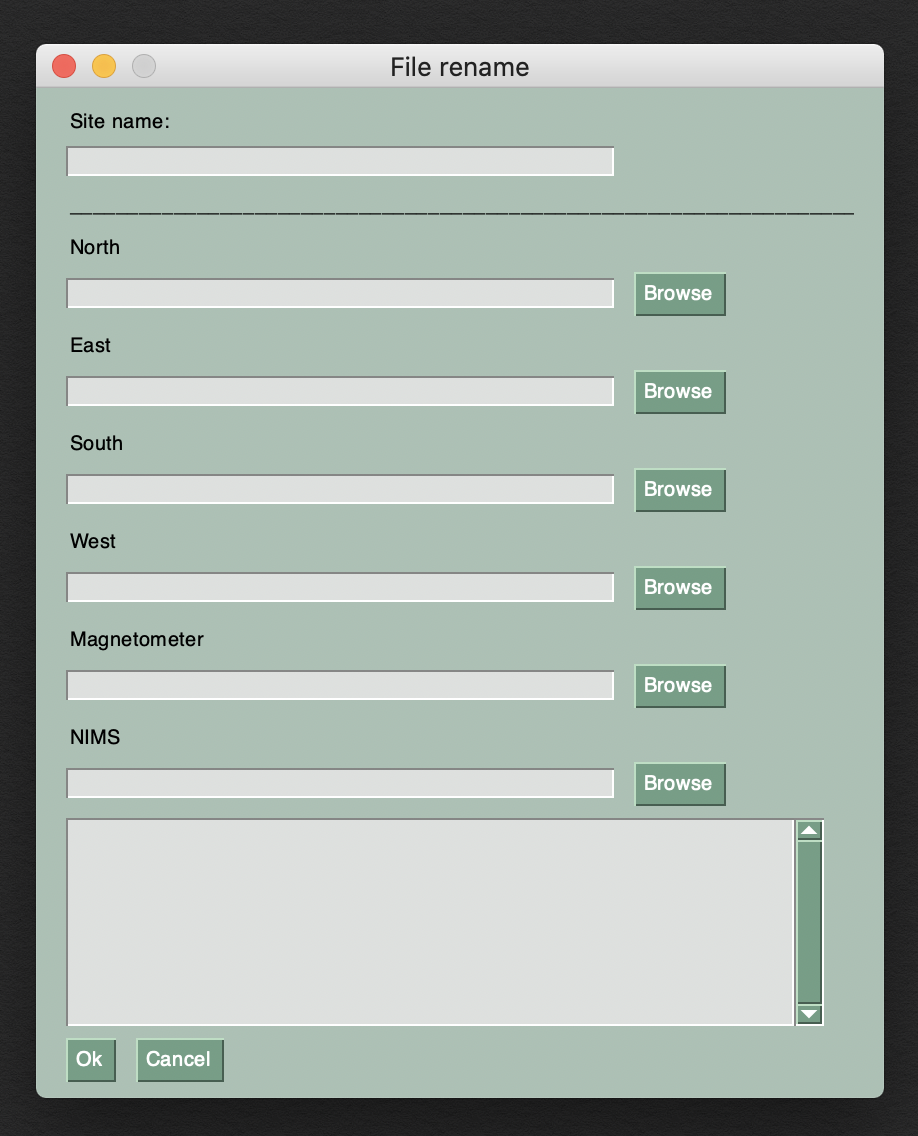 File rename
Site name:
North
Browse
East
Browse
South
Browse
West
Browse
Magnetometer
Browse
NIMS
Browse
Ok Cancel